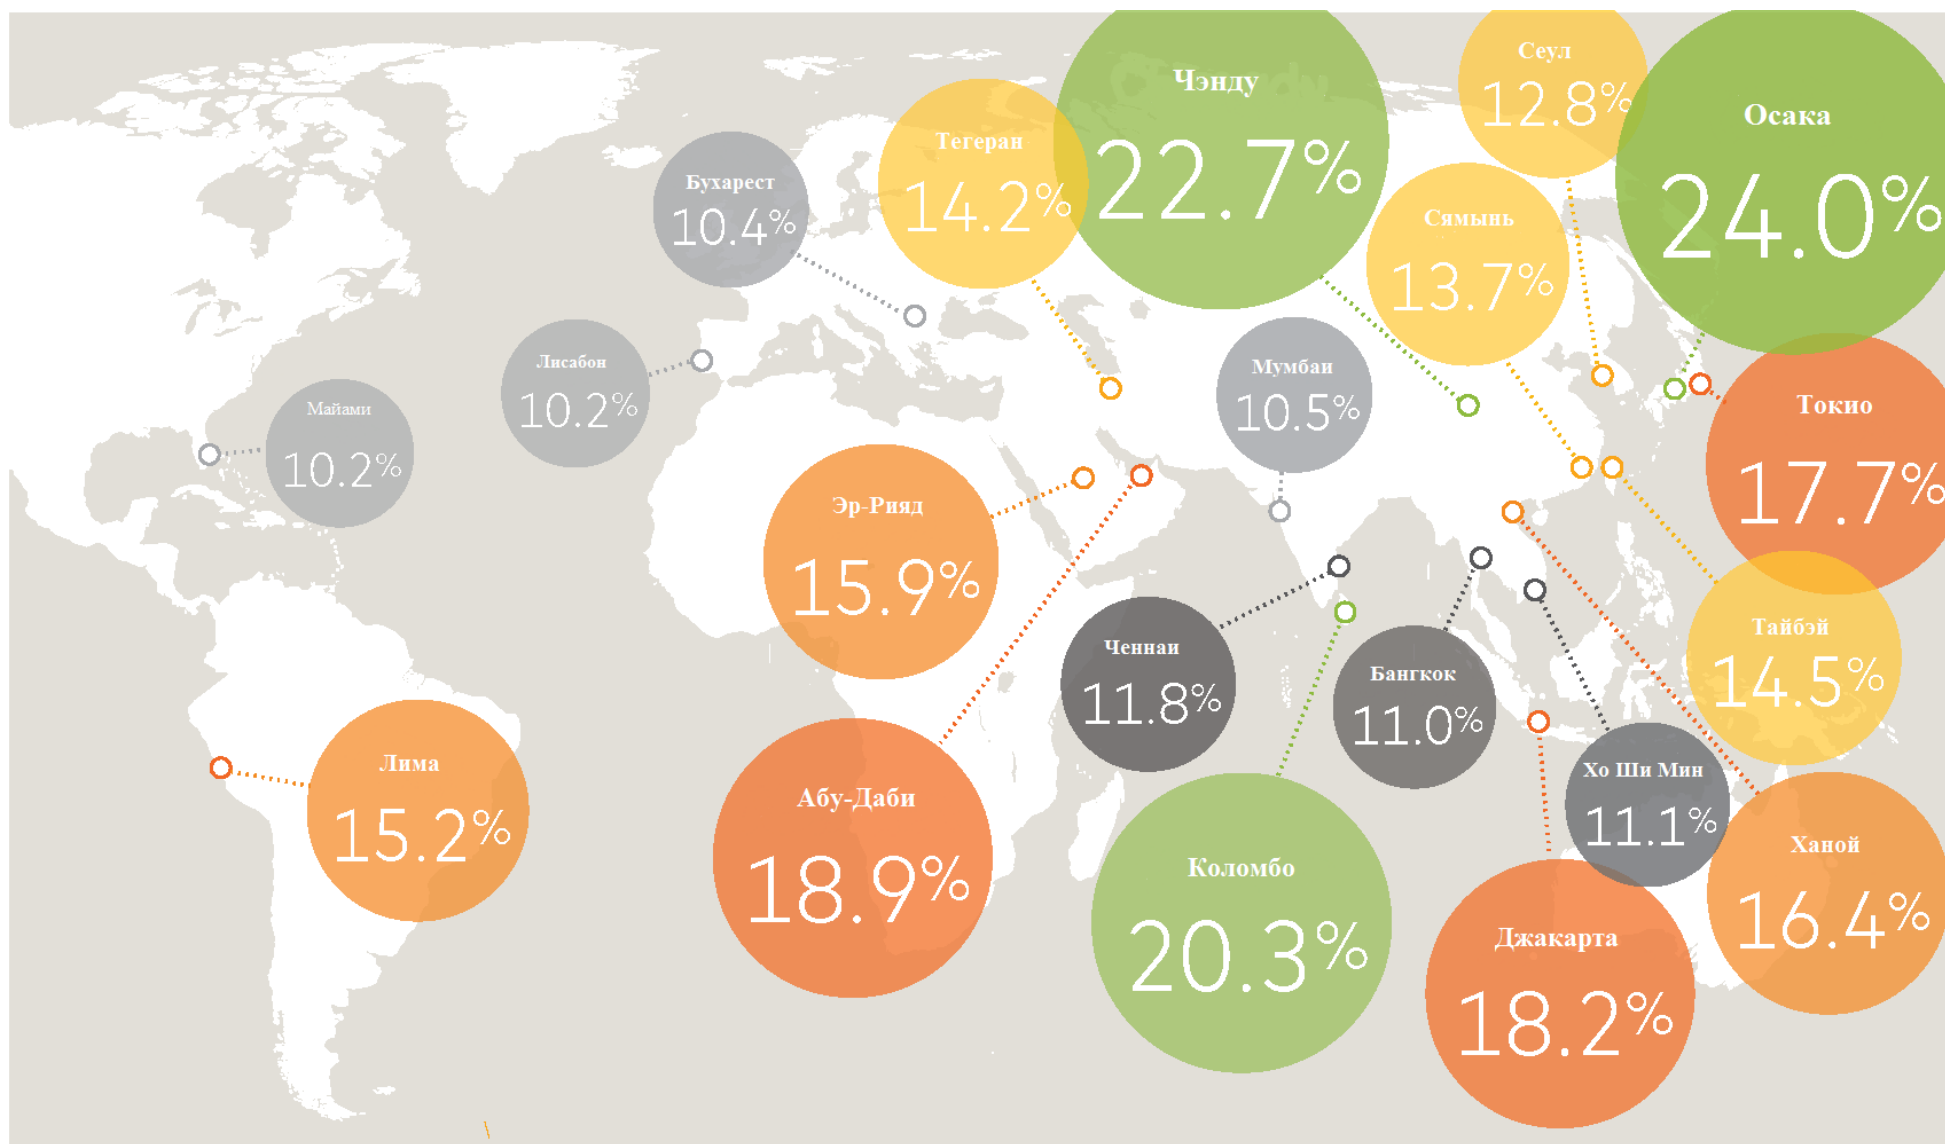 Чэнду
22.7%
Сеул
12.8%
Осака
24.0%
Тегеран
14.2%
Бухарест
10.4%
Сямынь
13.7%
Лисабон
10.2%
Мумбаи
10.5%
Майами
10.2%
Токио
17.7%
Эр-Рияд
15.9%
Ченнаи
11.8%
Бангкок
11.0%
Тайбэй
14.5%
Лима
15.2%
Абу-Даби
18.9%
Коломбо
20.3%
Хо Ши Мин
11.1%
Ханой
16.4%
Джакарта
18.2%